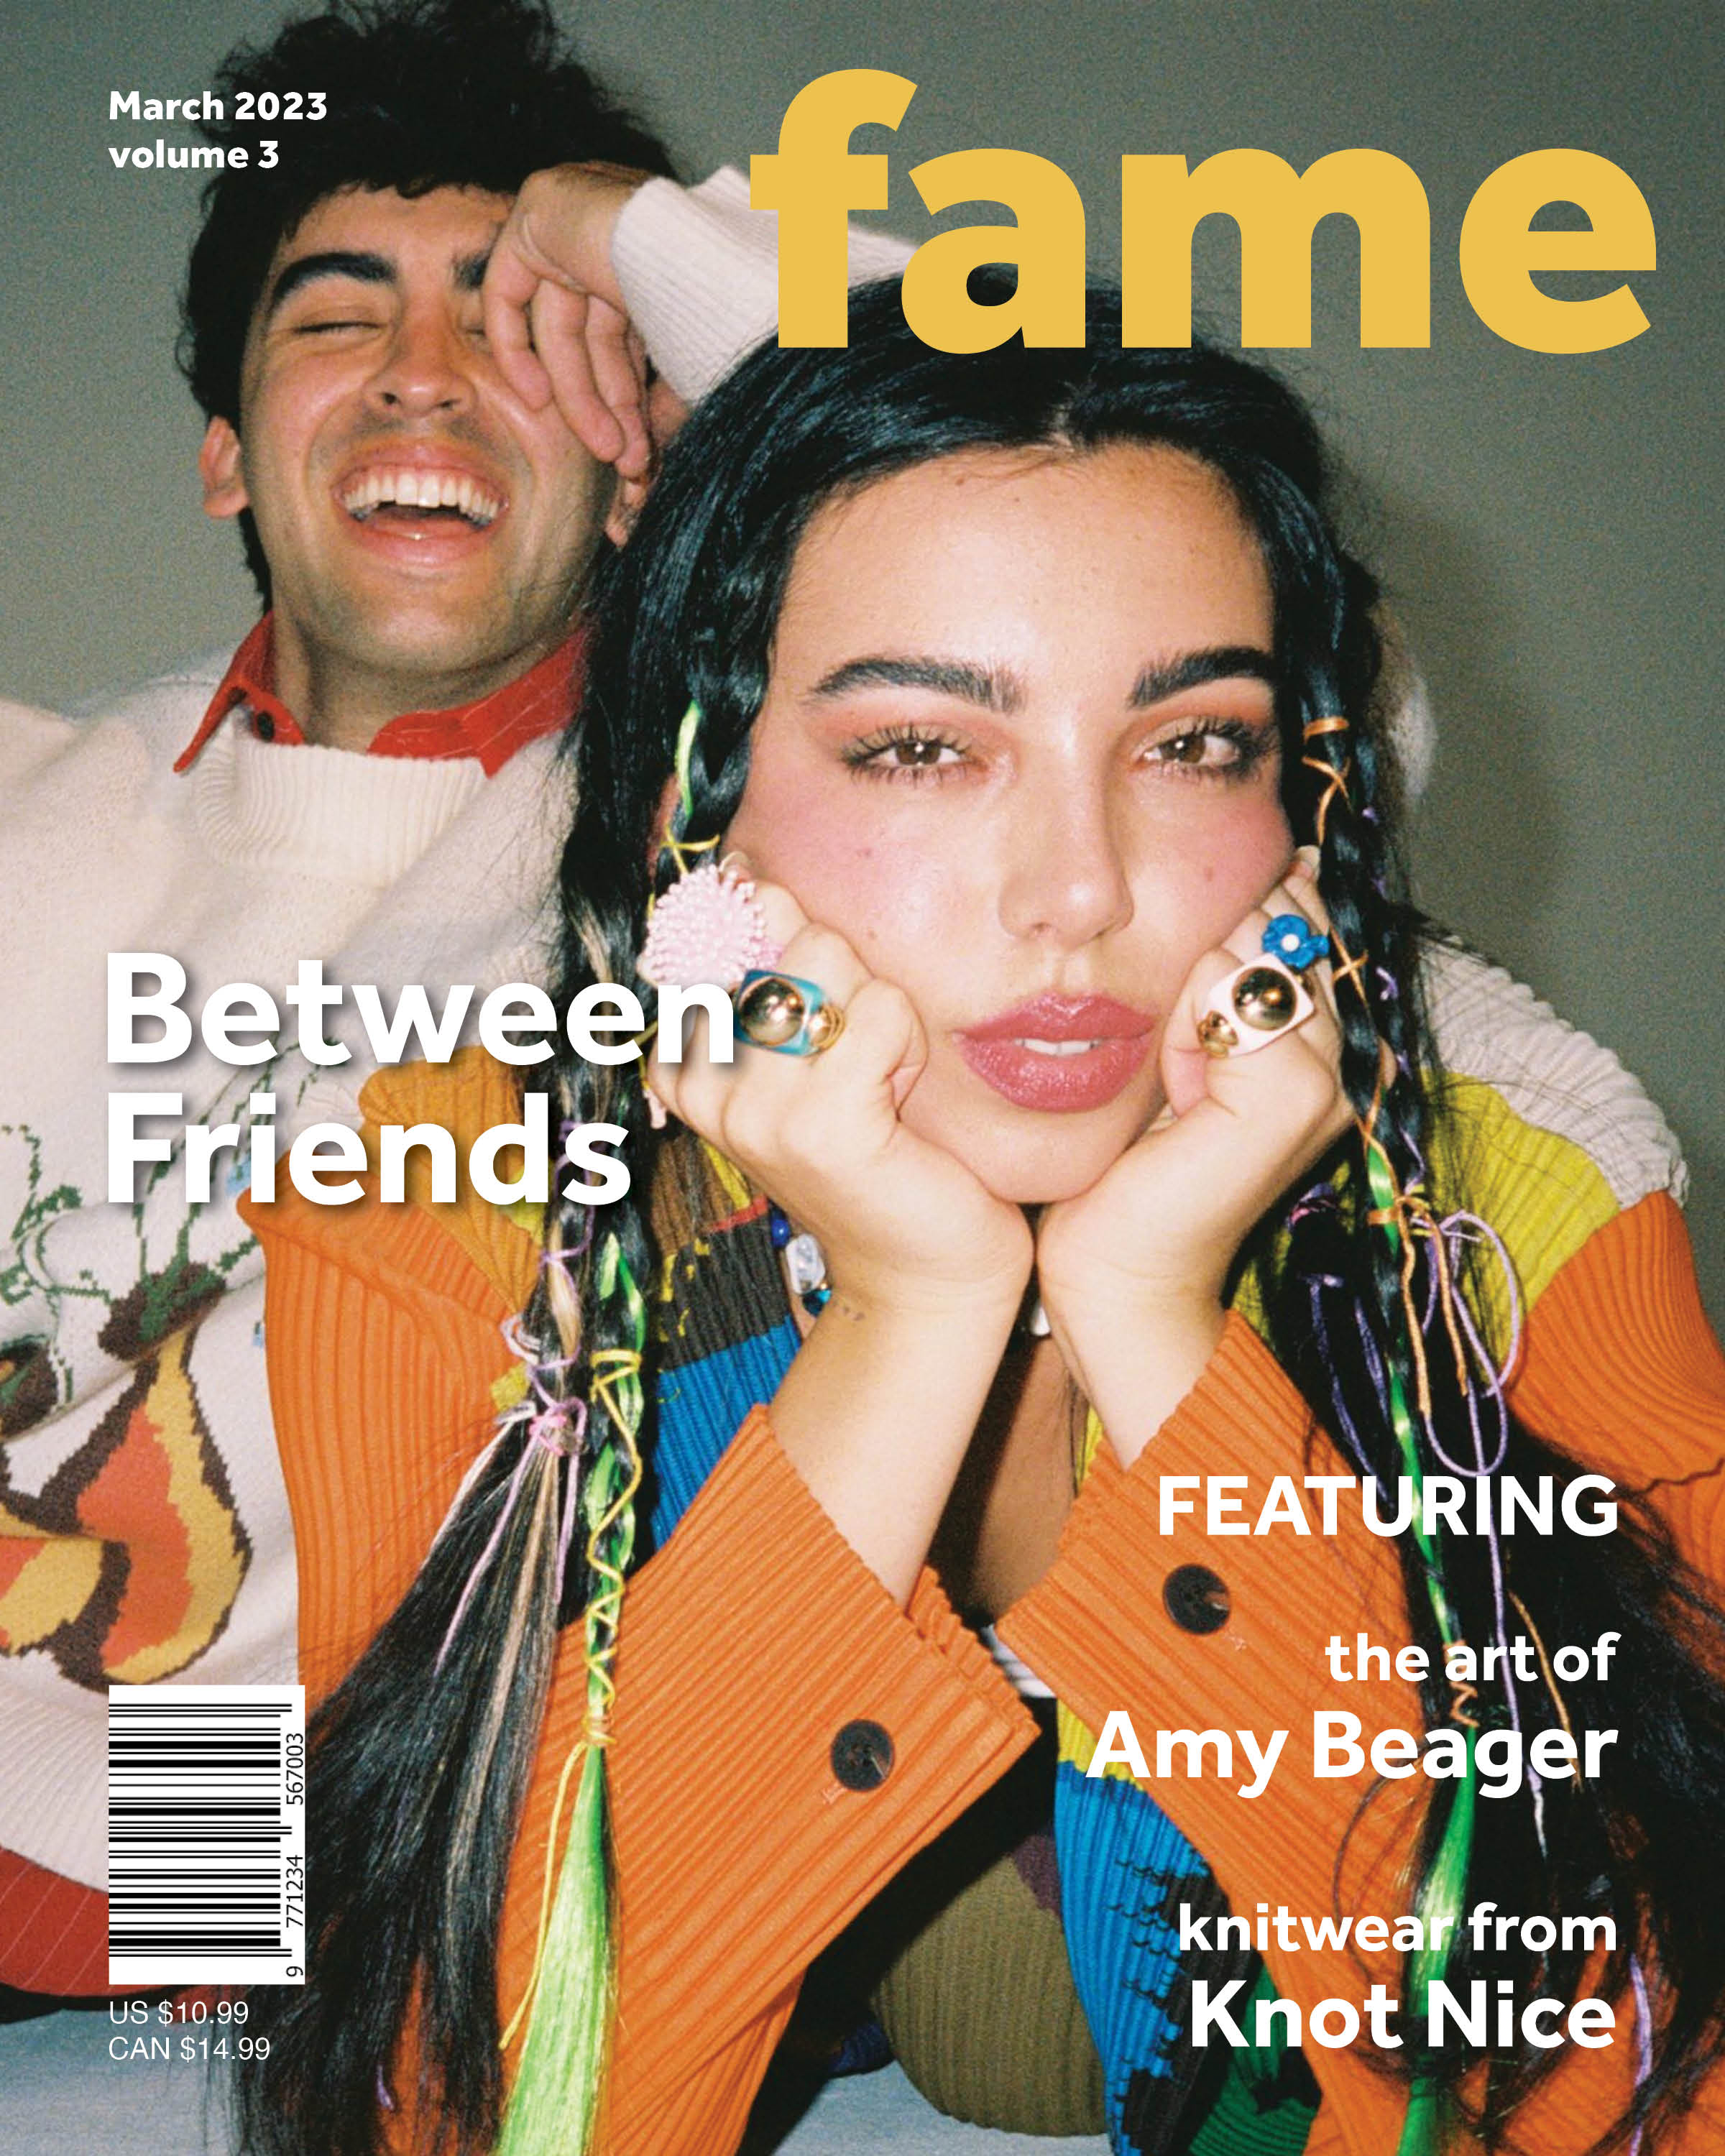 March 2023
volume 3
fame
Between
Friends
FEATURING
the art of
Amy Beager
knitwear from
Knot Nice
9 771234 567003
US $10.99
CAN $14.99